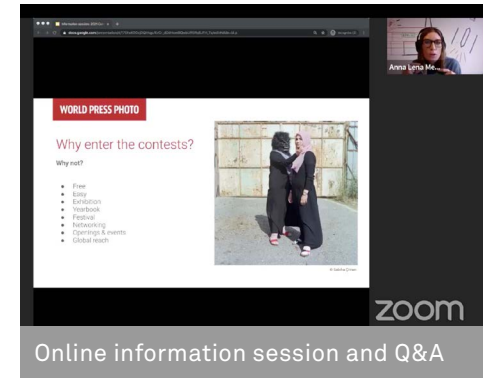 WORLD PRESS PHOTO
Why enter the contests?
Why not?
Free
Easy
Exhibition
Yearbook
Festival
Networking
Openings & events
Global reach
Anna Lena Me...
zoom
Online information session and Q&A